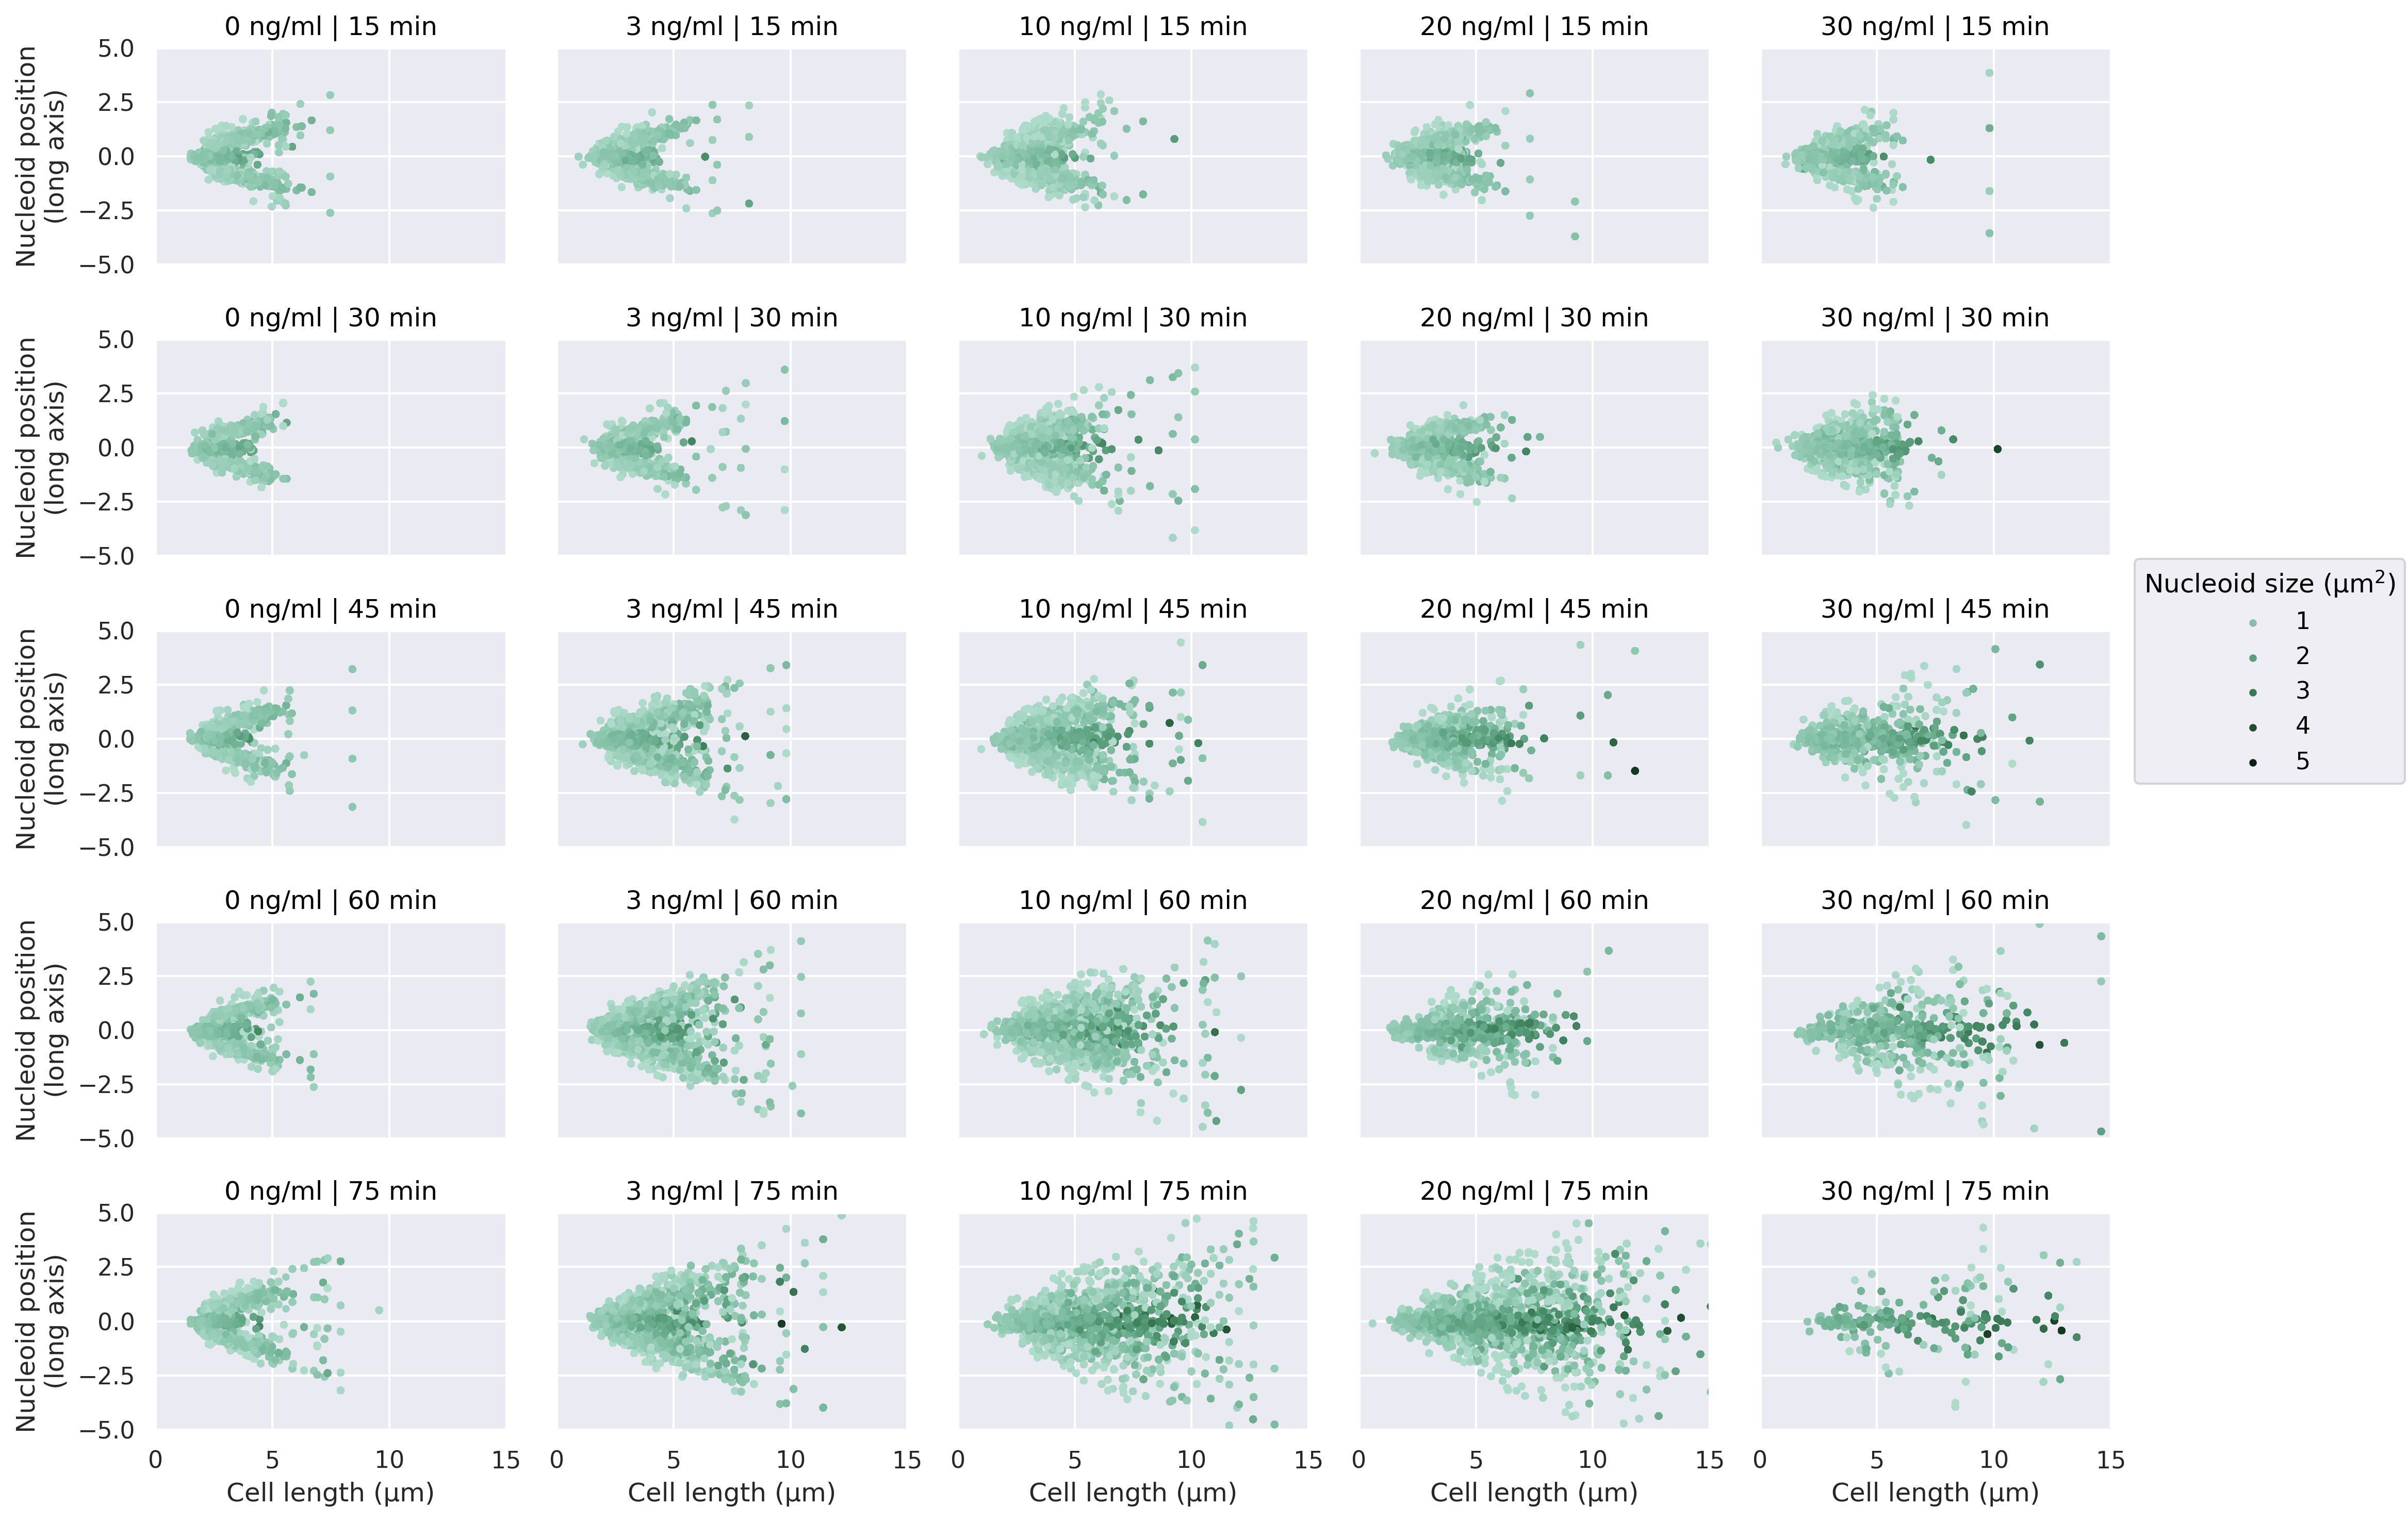 0 ng/ml | 15 min
3 ng/ml | 15 min
10 ng/ml | 15 min
20 ng/ml | 15 min
30 ng/ml | 15 min
Nucleoid position
(long axis)
5.0
2.5
0.0
−2.5
−5.0
0 ng/ml | 30 min
3 ng/ml | 30 min
10 ng/ml | 30 min
20 ng/ml | 30 min
30 ng/ml | 30 min
Nucleoid position
(long axis)
5.0
2.5
0.0
−2.5
−5.0
0 ng/ml | 45 min
3 ng/ml | 45 min
10 ng/ml | 45 min
20 ng/ml | 45 min
30 ng/ml | 45 min
Nucleoid position
(long axis)
5.0
2.5
0.0
−2.5
−5.0
Nucleoid size (µm²)
1
2
3
4
5
0 ng/ml | 60 min
3 ng/ml | 60 min
10 ng/ml | 60 min
20 ng/ml | 60 min
30 ng/ml | 60 min
Nucleoid position
(long axis)
5.0
2.5
0.0
−2.5
−5.0
0 ng/ml | 75 min
3 ng/ml | 75 min
10 ng/ml | 75 min
20 ng/ml | 75 min
30 ng/ml | 75 min
Nucleoid position
(long axis)
5.0
2.5
0.0
−2.5
−5.0
0 5 10 15
0 5 10 15
0 5 10 15
0 5 10 15
0 5 10 15
Cell length (µm)
Cell length (µm)
Cell length (µm)
Cell length (µm)
Cell length (µm)